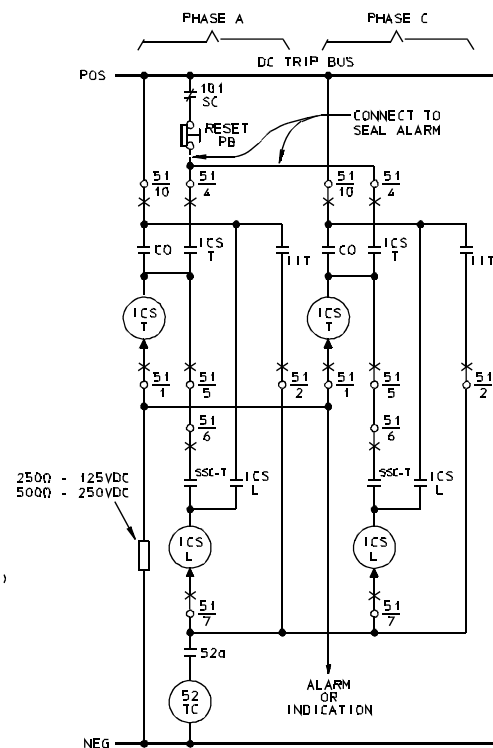 PHASE A PHASE C
DC TRIP BUS
POS
101
SC
RESET
PB
CONNECT TO
SEAL ALARM
51
10
51
4
51
10
51
4
CO
ICS
T
IIT
CO
ICS
T
IIT
ICS
T
ICS
T
51
1
51
5
51
2
51
1
51
5
51
2
51
6
51
6
250Ω - 125VDC
500Ω - 250VDC
SSC-T
ICS
L
SSC-T
ICS
L
ICS
L
ICS
L
51
7
51
7
52a
52
TC
ALARM
OR
INDICATION
NEG